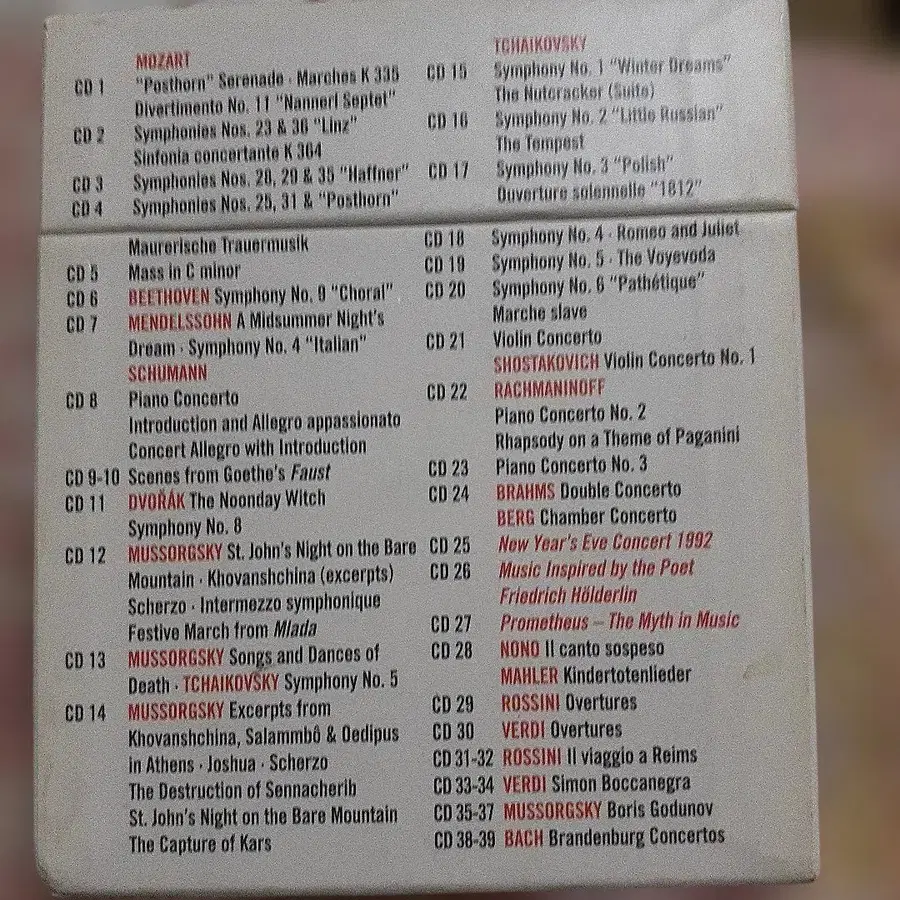 MOZART
CD 1 "Posthorn" Serenade · Marches K 335
Divertimento No. 11 "Nannerl Septet"
CD 2 Symphonies Nos. 23 & 36 "Linz"
Sinfonia concertante K 364
CD 3 Symphonies Nos. 28, 29 & 35 "Haffner"
CD 4 Symphonies Nos. 25, 31 & "Posthorn"
Maurerische Trauermusik
CD 5 Mass in C minor
CD 6 BEETHOVEN Symphony No. 9 "Choral"
CD 7 MENDELSSOHN A Midsummer Night's
Dream · Symphony No. 4 "Italian"
SCHUMANN
CD 8 Piano Concerto
Introduction and Allegro appassionato
Concert Allegro with Introduction
CD 9-10 Scenes from Goethe's Faust
CD 11 DVOŘÁK The Noonday Witch
Symphony No. 8
CD 12 MUSSORGSKY St. John's Night on the Bare
Mountain · Khovanshchina (excerpts)
Scherzo · Intermezzo symphonique
Festive March from Mlada
CD 13 MUSSORGSKY Songs and Dances of
Death · TCHAIKOVSKY Symphony No. 5
CD 14 MUSSORGSKY Excerpts from
Khovanshchina, Salammbô & Oedipus
in Athens · Joshua · Scherzo
The Destruction of Sennacherib
St. John's Night on the Bare Mountain
The Capture of Kars
TCHAIKOVSKY
CD 15 Symphony No. 1 "Winter Dreams"
The Nutcracker (Suite)
CD 16 Symphony No. 2 "Little Russian"
The Tempest
CD 17 Symphony No. 3 "Polish"
Ouverture solennelle "1812"
CD 18 Symphony No. 4 · Romeo and Juliet
CD 19 Symphony No. 5 · The Voyevoda
CD 20 Symphony No. 6 "Pathétique"
Marche slave
CD 21 Violin Concerto
SHOSTAKOVICH Violin Concerto No. 1
CD 22 RACHMANINOFF
Piano Concerto No. 2
Rhapsody on a Theme of Paganini
CD 23 Piano Concerto No. 3
CD 24 BRAHMS Double Concerto
BERG Chamber Concerto
CD 25 New Year's Eve Concert 1992
CD 26 Music Inspired by the Poet
Friedrich Hölderlin
CD 27 Prometheus – The Myth in Music
CD 28 NONO Il canto sospeso
MAHLER Kindertotenlieder
CD 29 ROSSINI Overtures
CD 30 VERDI Overtures
CD 31-32 ROSSINI Il viaggio a Reims
CD 33-34 VERDI Simon Boccanegra
CD 35-37 MUSSORGSKY Boris Godunov
CD 38-39 BACH Brandenburg Concertos